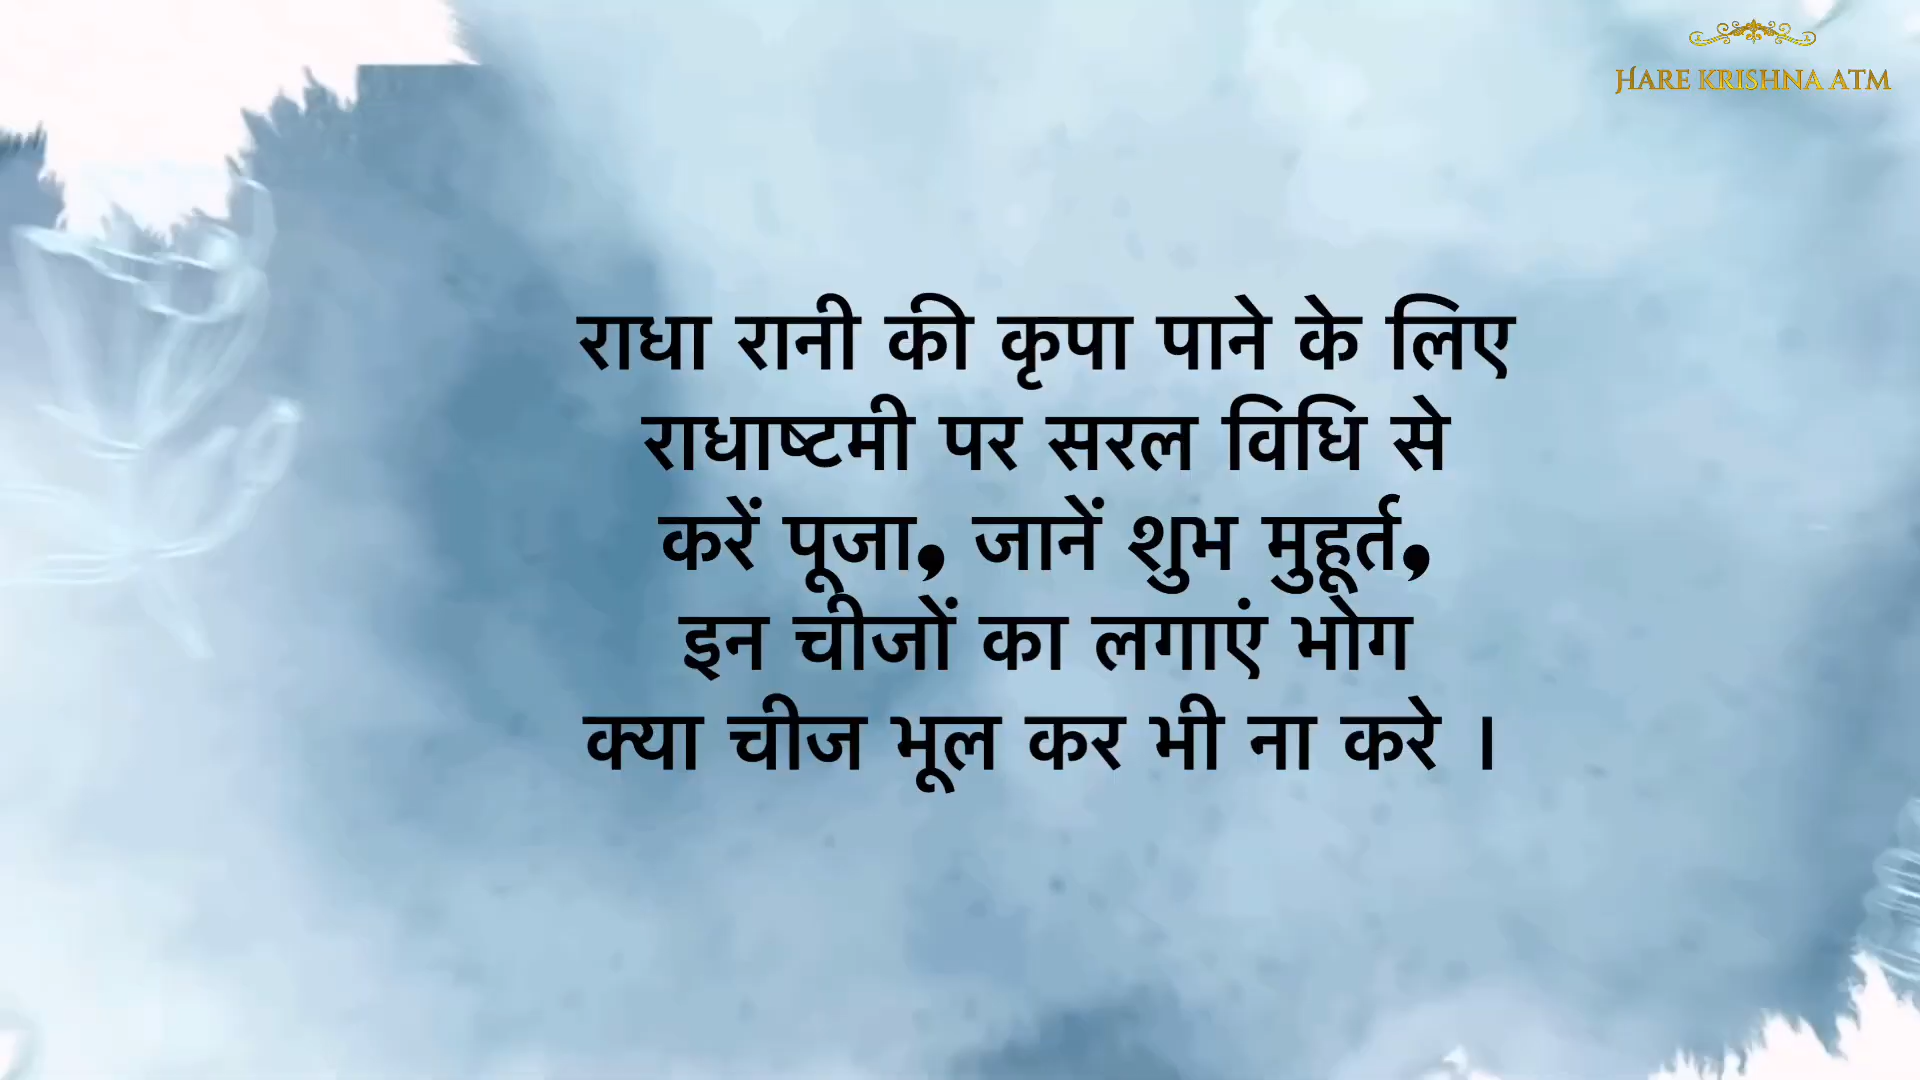 HARE KRISHNA ATM
राधा रानी की कृपा पाने के लिए
राधाष्टमी पर सरल विधि से
करें पूजा, जानें शुभ मुहूर्त,
इन चीजों का लगाएं भोग
क्या चीज भूल कर भी ना करे ।